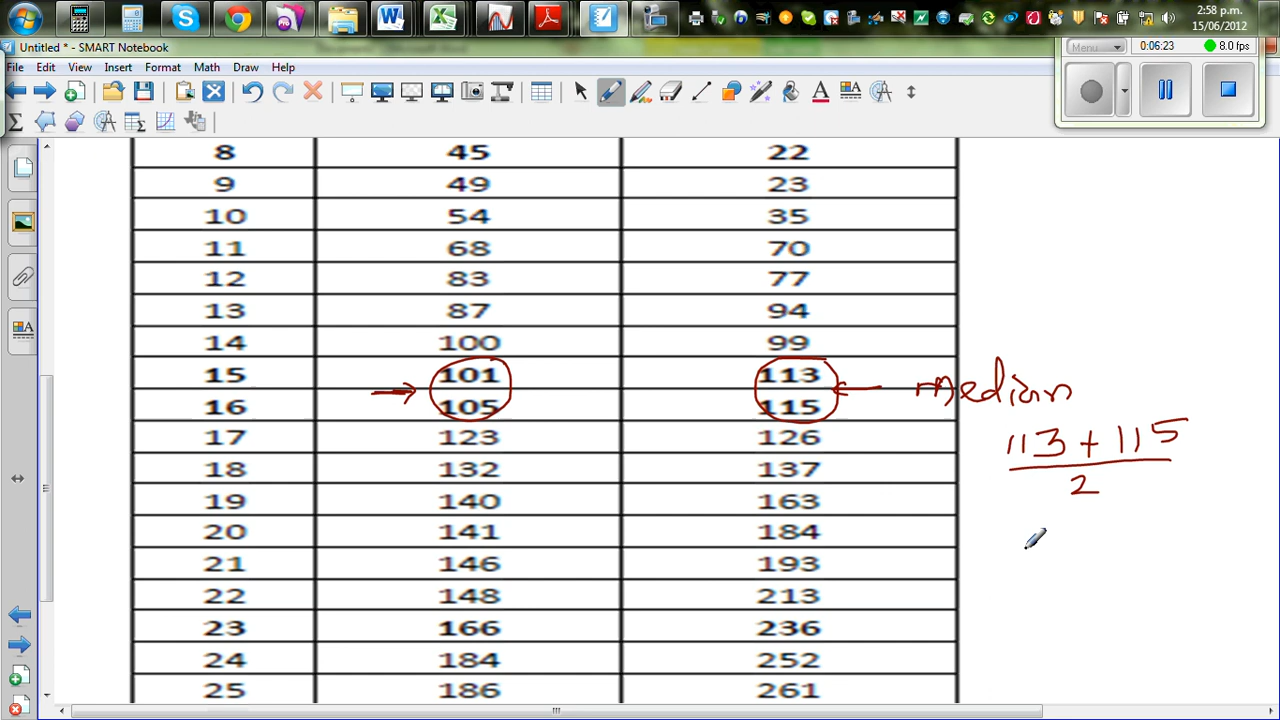 2:58 p.m.
15/06/2012
Untitled * - SMART Notebook
Menu
0:06:23
8.0 fps
File Edit View Insert Format Math Draw Help
8 45 22
9 49 23
10 54 35
11 68 70
12 83 77
13 87 94
14 100 99
15 101 113
16 105 115
median
17 123 126
113 + 115
2
18 132 137
19 140 163
20 141 184
21 146 193
22 148 213
23 166 236
24 184 252
25 186 261